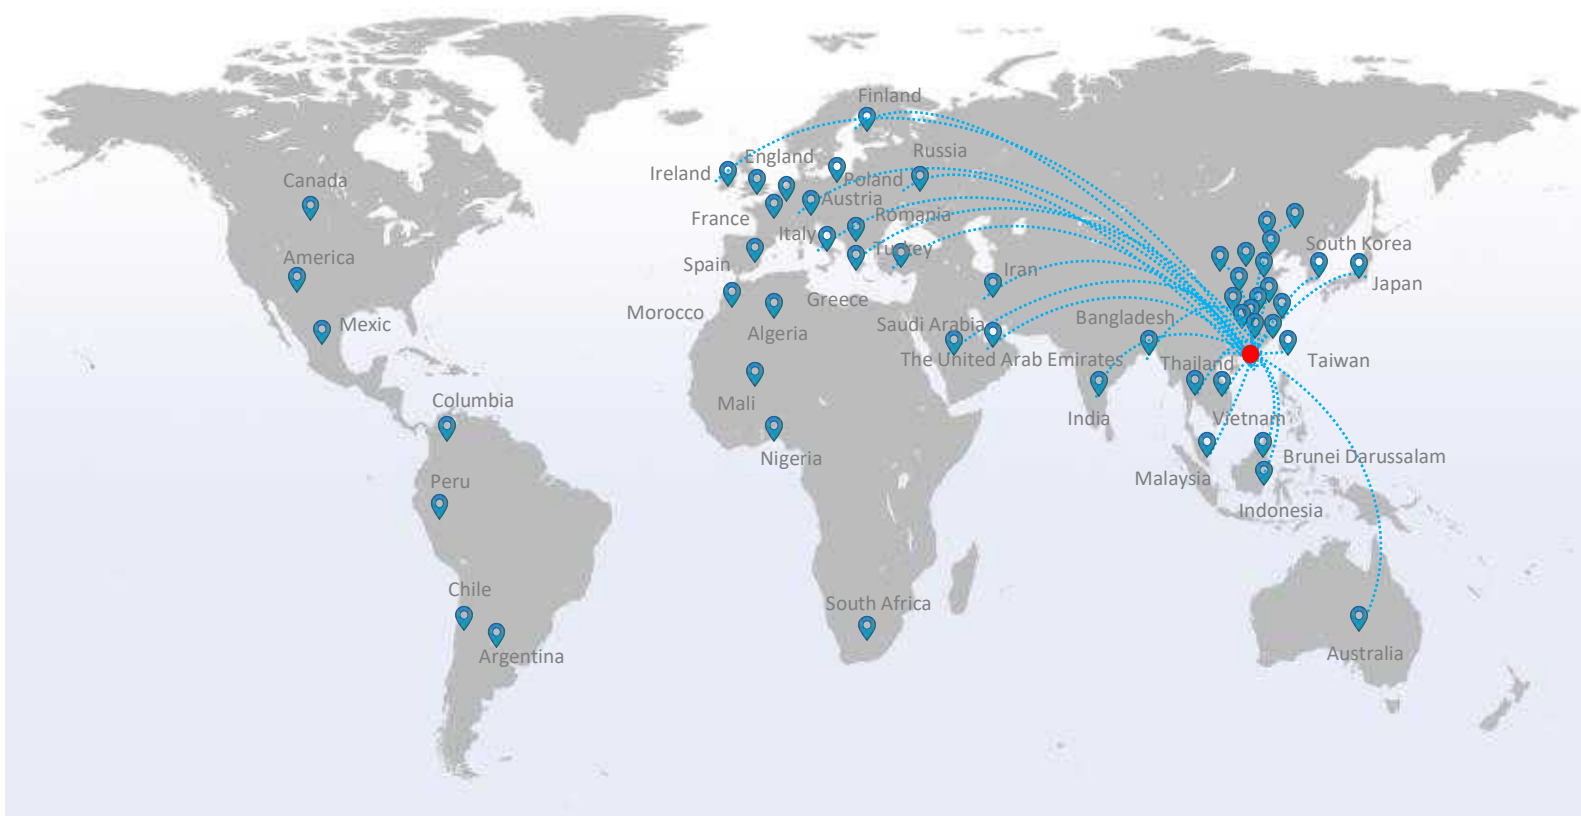 Finland
England
Russia
Ireland
Poland
Canada
Austria
France
Romania
Italy
South Korea
America
Turkey
Spain
Iran
Japan
Greece
Morocco
Mexic
Algeria
Saudi Arabia
Bangladesh
The United Arab Emirates
Thailand
Taiwan
Mali
Columbia
India
Vietnam
Nigeria
Brunei Darussalam
Peru
Malaysia
Indonesia
Chile
South Africa
Argentina
Australia